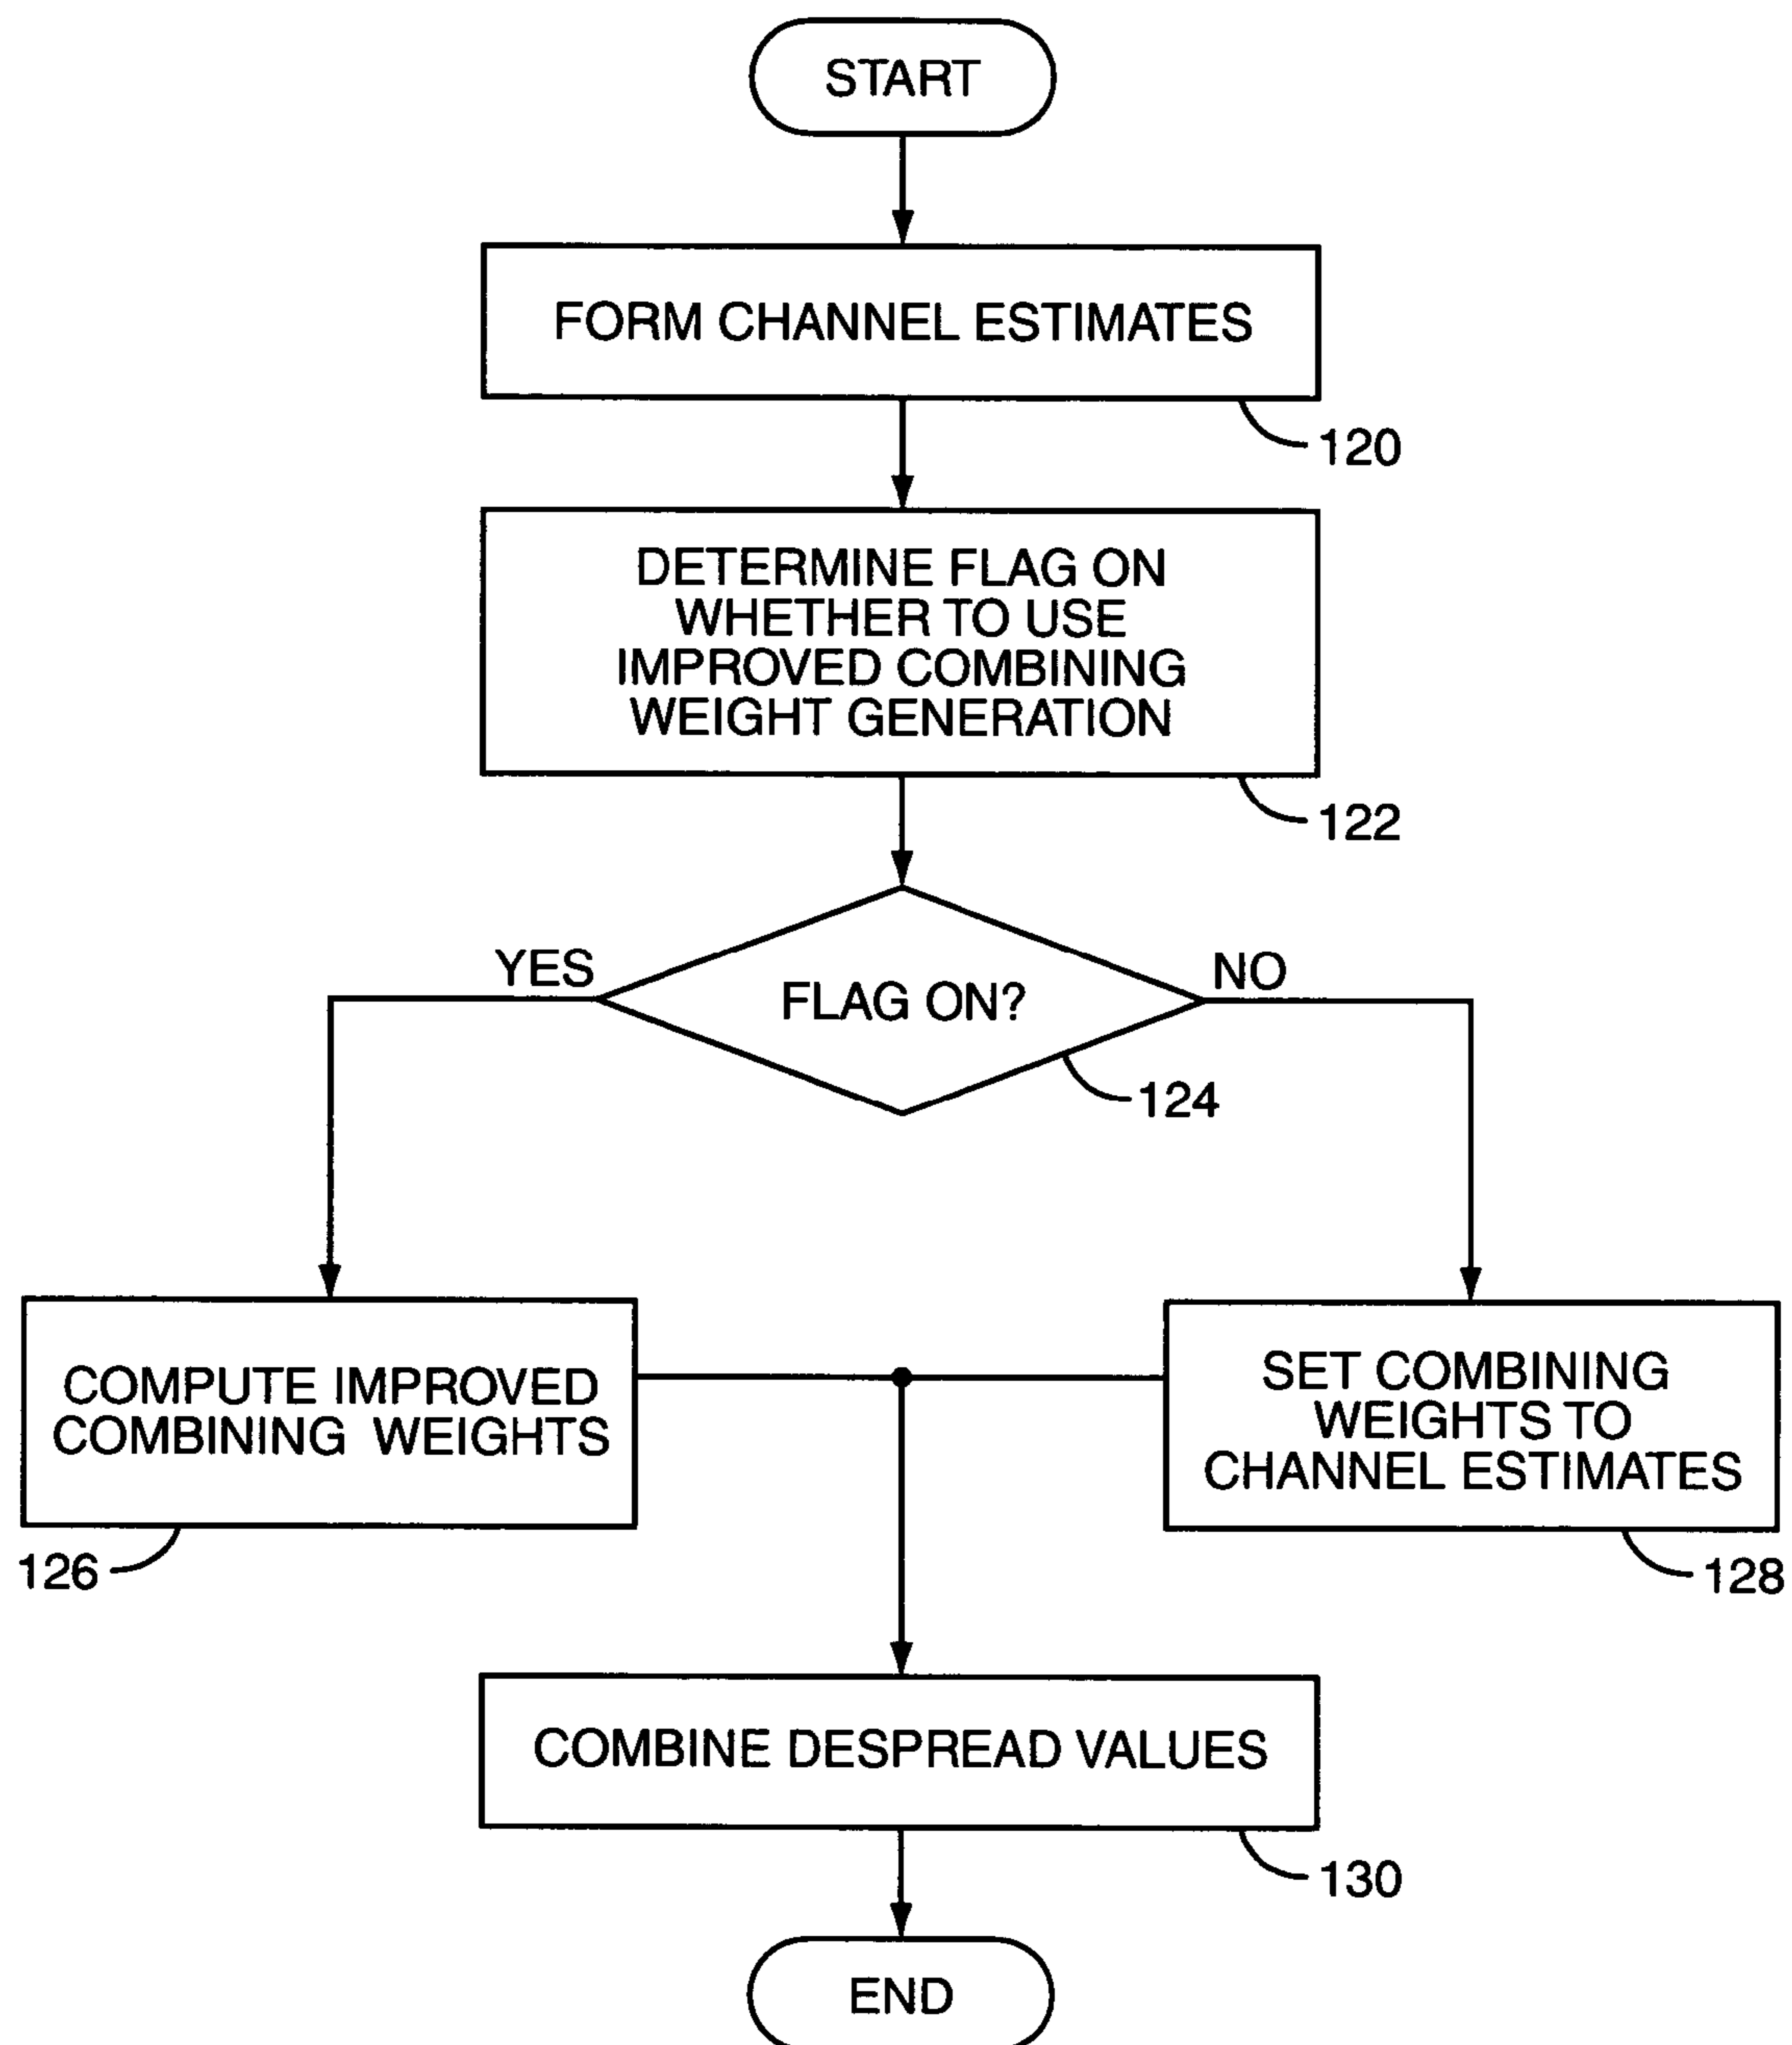 START
FORM CHANNEL ESTIMATES
120
DETERMINE FLAG ON
WHETHER TO USE
IMPROVED COMBINING
WEIGHT GENERATION
122
YES
FLAG ON?
NO
124
COMPUTE IMPROVED
COMBINING WEIGHTS
126
SET COMBINING
WEIGHTS TO
CHANNEL ESTIMATES
128
COMBINE DESPREAD VALUES
130
END